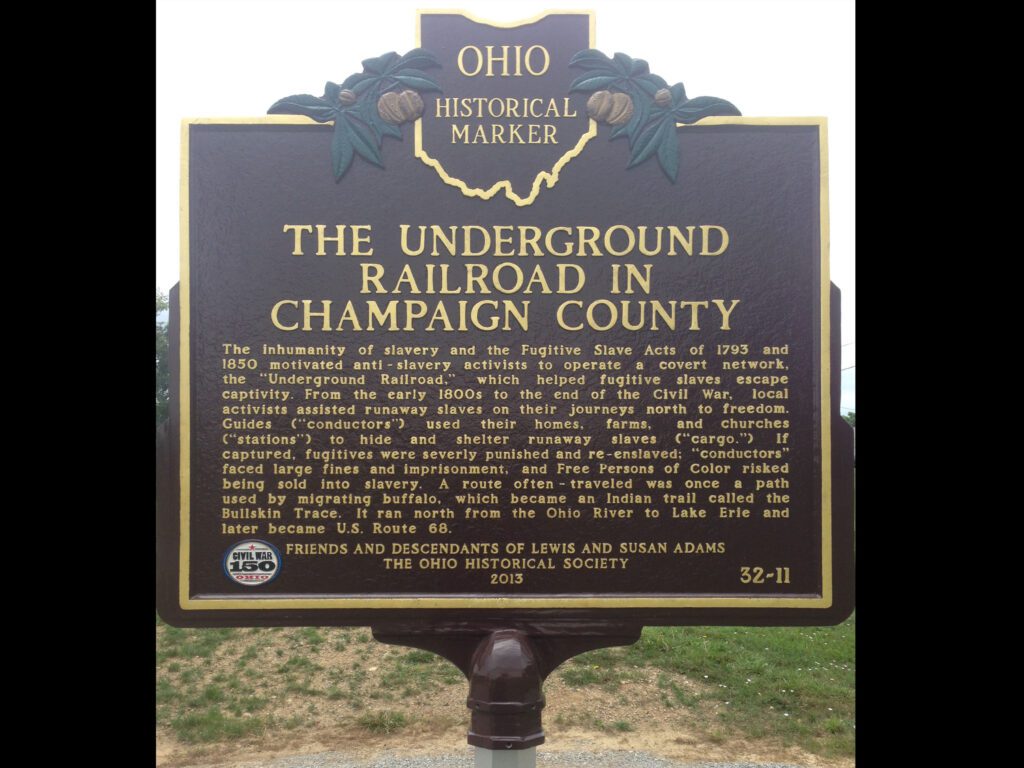 OHIO
HISTORICAL
MARKER
THE UNDERGROUND
RAILROAD IN
CHAMPAIGN COUNTY
The inhumanity of slavery and the Fugitive Slave Acts of 1793 and
1850 motivated anti-slavery activists to operate a covert network,
the "Underground Railroad," which helped fugitive slaves escape
captivity. From the early 1800s to the end of the Civil War, local
activists assisted runaway slaves on their journeys north to freedom.
Guides ("conductors") used their homes, farms, and churches
("stations") to hide and shelter runaway slaves ("cargo.") If
captured, fugitives were severly punished and re-enslaved; "conductors"
faced large fines and imprisonment; and Free Persons of Color risked
being sold into slavery. A route often-traveled was once a path
used by migrating buffalo, which became an Indian trail called the
Bullskin Trace. It ran north from the Ohio River to Lake Erie and
later became U.S. Route 68.
CIVIL WAR
150
OHIO
FRIENDS AND DESCENDANTS OF LEWIS AND SUSAN ADAMS
THE OHIO HISTORICAL SOCIETY
2013
32-11